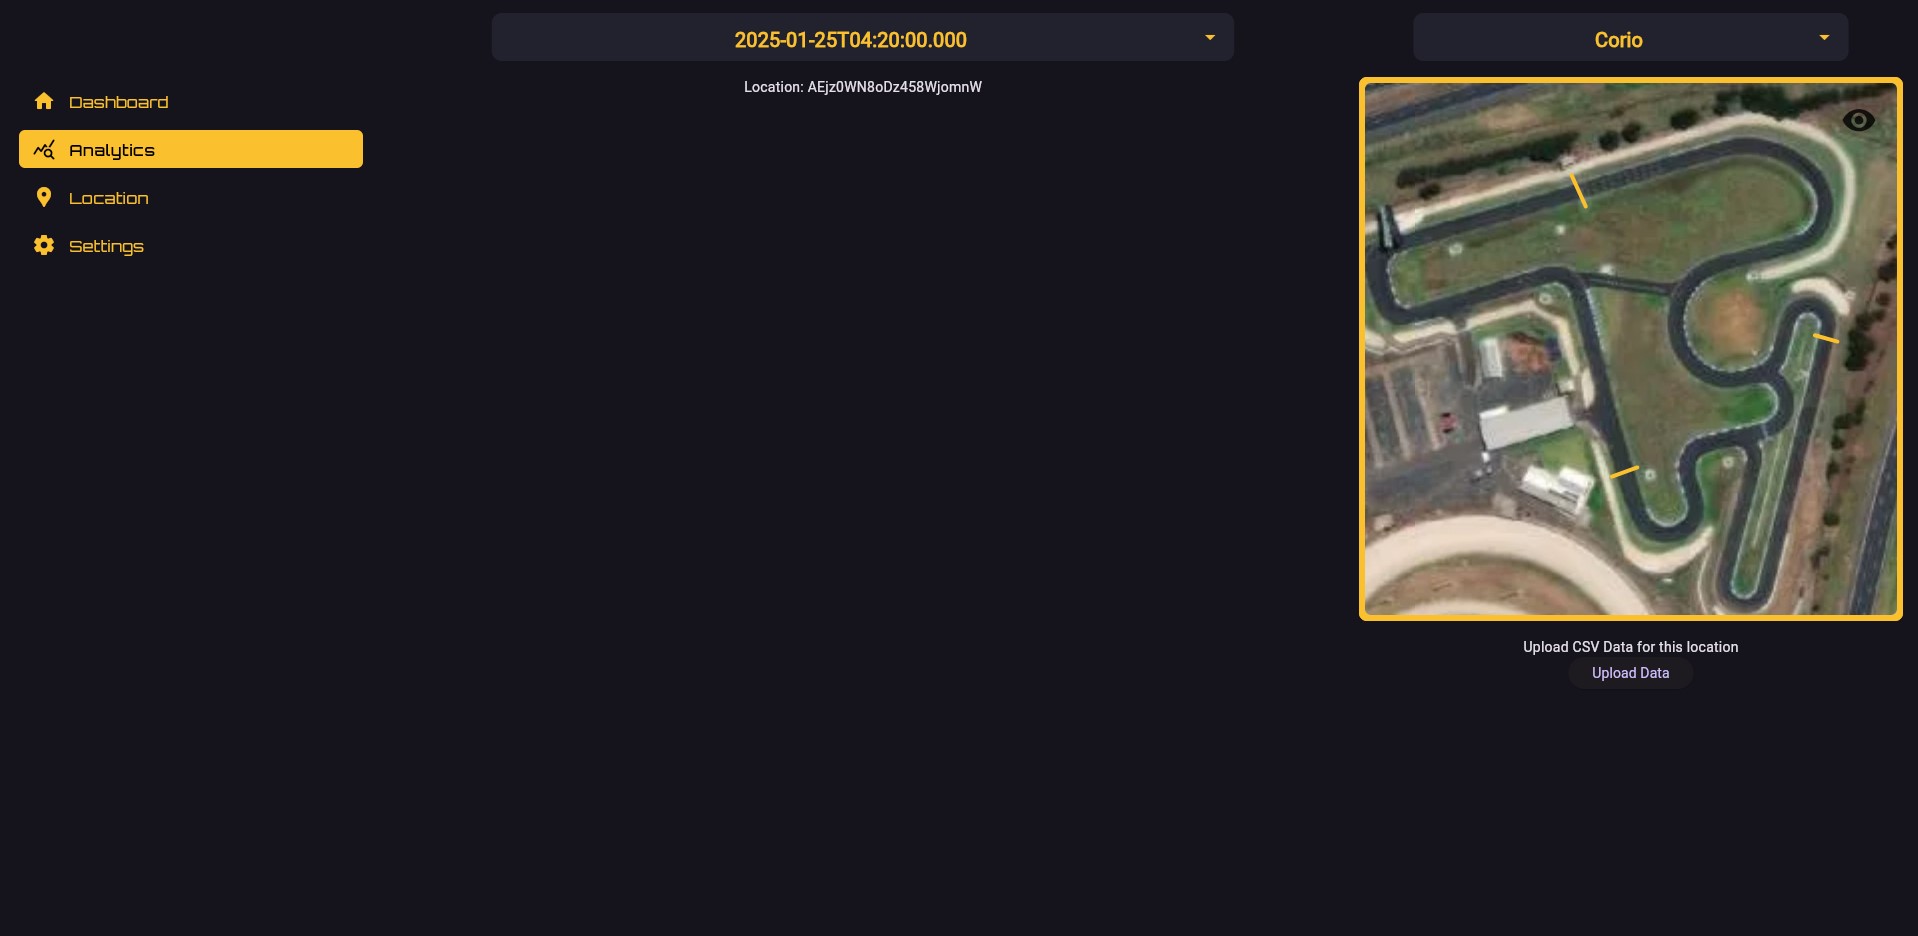 2025-01-25T04:20:00.000
Corio
Location: AEjz0WN8oDz458WjomnW
Dashboard
Analytics
Location
Settings
Upload CSV Data for this location
Upload Data